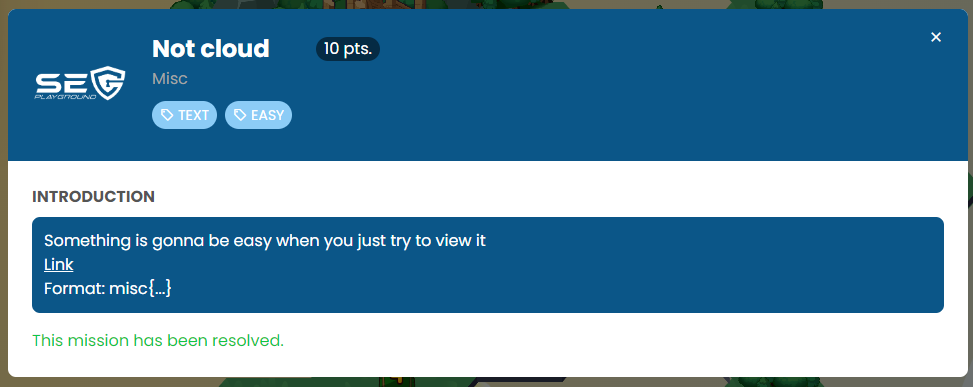 Not cloud 10 pts.
Misc
SEG
PLAYGROUND
TEXT EASY
INTRODUCTION
Something is gonna be easy when you just try to view it
Link
Format: misc{...}
This mission has been resolved.